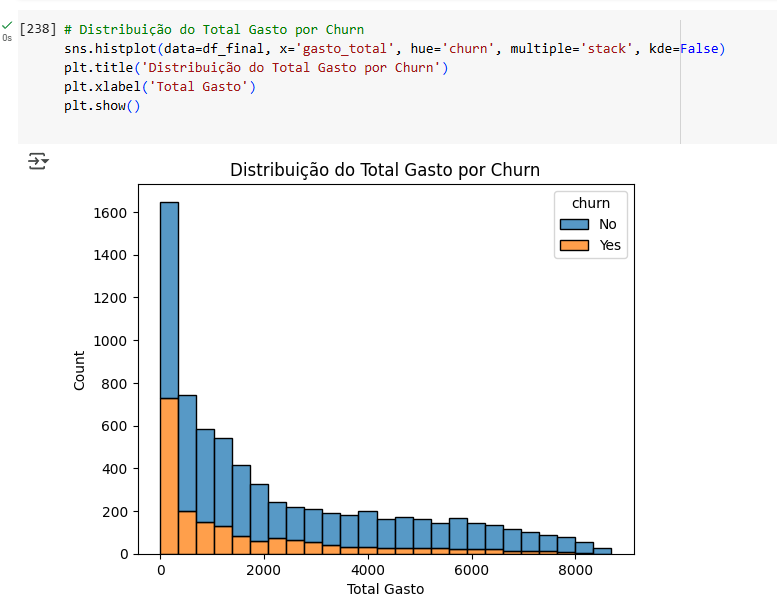 [238] # Distribuição do Total Gasto por Churn
0s
sns.histplot(data=df_final, x='gasto_total', hue='churn', multiple='stack', kde=False)
plt.title('Distribuição do Total Gasto por Churn')
plt.xlabel('Total Gasto')
plt.show()
Distribuição do Total Gasto por Churn
churn
No
Yes
1600
1400
1200
1000
800
600
400
200
0
Count
0 2000 4000 6000 8000
Total Gasto